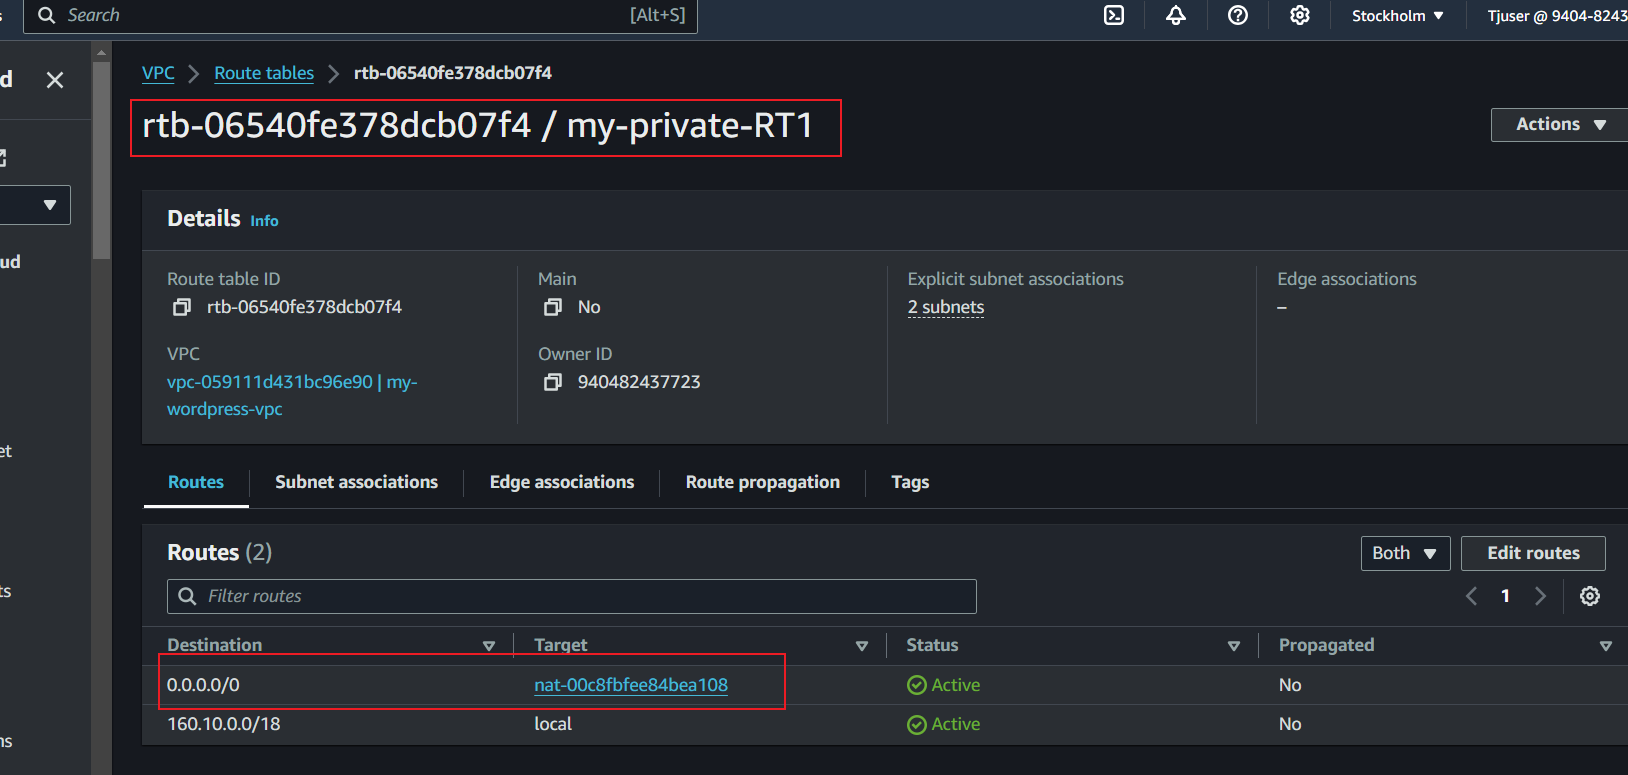 s
Search [Alt+S] Stockholm Tjuser @ 9404-8243
d
VPC Route tables rtb-06540fe378dcb07f4
rtb-06540fe378dcb07f4 / my-private-RT1
Actions
ud
et
ts
ns
Details Info
Route table ID
rtb-06540fe378dcb07f4
Main
No
Explicit subnet associations
2 subnets
Edge associations
–
VPC
vpc-059111d431bc96e90 | my-
wordpress-vpc
Owner ID
940482437723
Routes Subnet associations Edge associations Route propagation Tags
Routes (2)
Both Edit routes
Filter routes
1
Destination Target Status Propagated
0.0.0.0/0 nat-00c8fbfee84bea108 Active No
160.10.0.0/18 local Active No